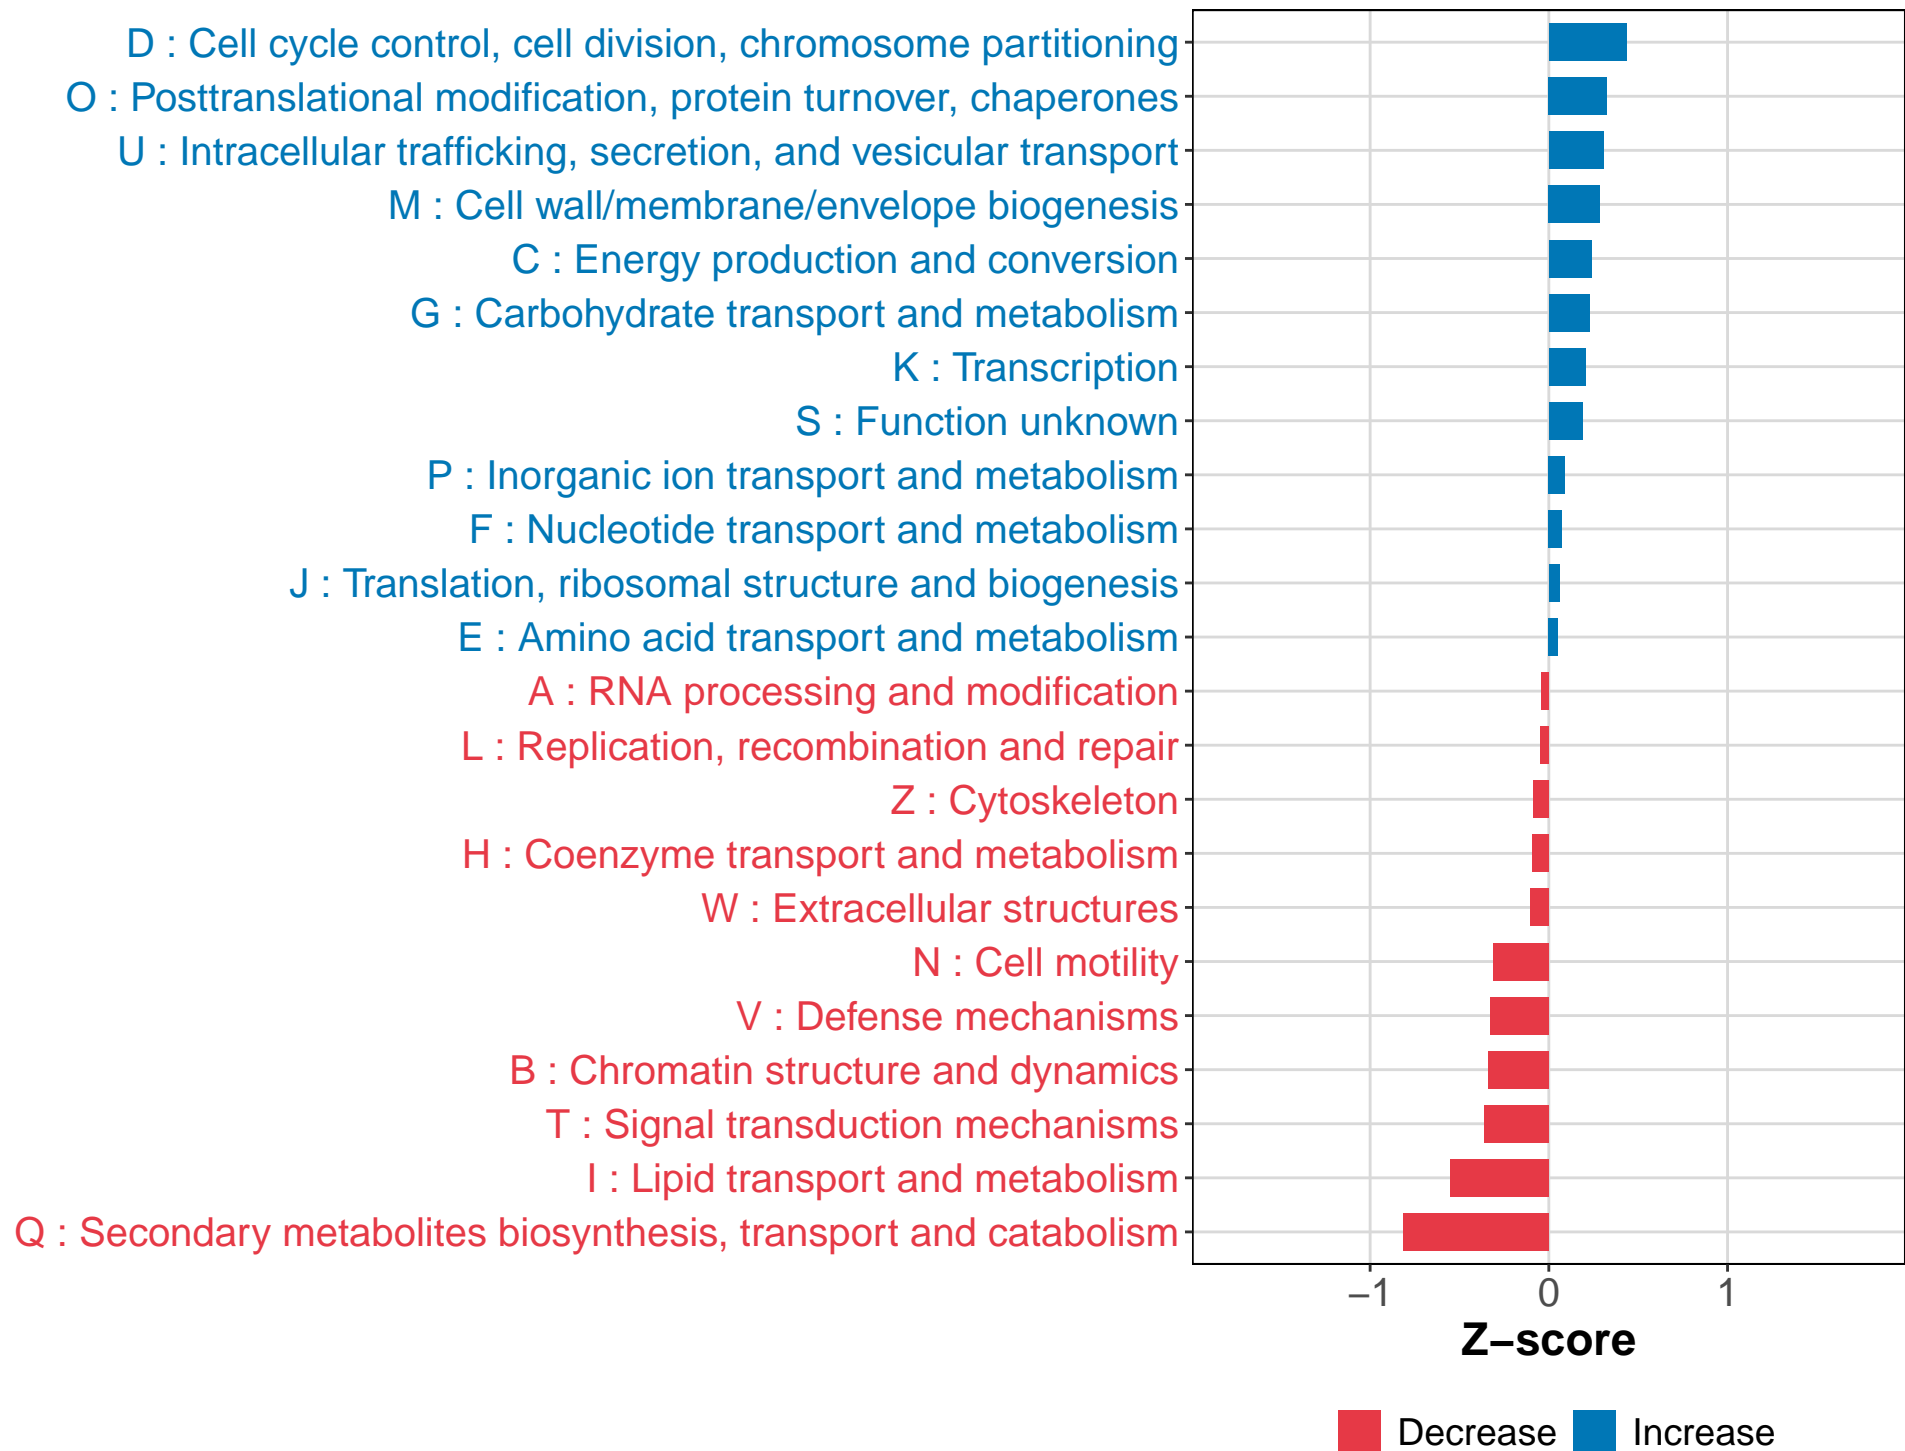 D : Cell cycle control, cell division, chromosome partitioning
O : Posttranslational modification, protein turnover, chaperones
U : Intracellular trafficking, secretion, and vesicular transport
M : Cell wall/membrane/envelope biogenesis
C : Energy production and conversion
G : Carbohydrate transport and metabolism
K : Transcription
S : Function unknown
P : Inorganic ion transport and metabolism
F : Nucleotide transport and metabolism
J : Translation, ribosomal structure and biogenesis
E : Amino acid transport and metabolism
A : RNA processing and modification
L : Replication, recombination and repair
Z : Cytoskeleton
H : Coenzyme transport and metabolism
W : Extracellular structures
N : Cell motility
V : Defense mechanisms
B : Chromatin structure and dynamics
T : Signal transduction mechanisms
I : Lipid transport and metabolism
Q : Secondary metabolites biosynthesis, transport and catabolism
−1 0 1
Z−score
Decrease Increase